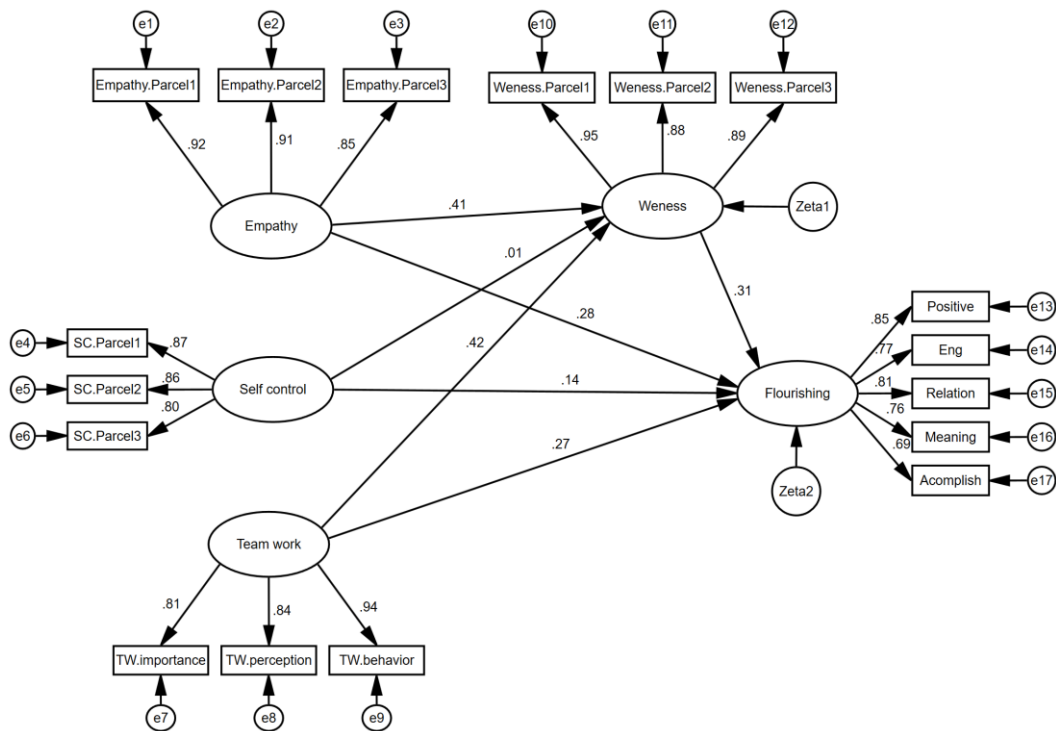 e1
e2
e3
e10
e11
e12
Empathy.Parcel1
Empathy.Parcel2
Empathy.Parcel3
Weness.Parcel1
Weness.Parcel2
Weness.Parcel3
.92
.91
.85
.95
.88
.89
Empathy
.41
Weness
Zeta1
.01
.31
.28
.42
e4
SC.Parcel1
.87
e5
SC.Parcel2
.86
e6
SC.Parcel3
.80
Self control
.14
Flourishing
.85
Positive
e13
.77
Eng
e14
.81
Relation
e15
.76
Meaning
e16
.69
Acomplish
e17
.27
Zeta2
Team work
.81
.84
.94
TW.importance
TW.perception
TW.behavior
e7
e8
e9